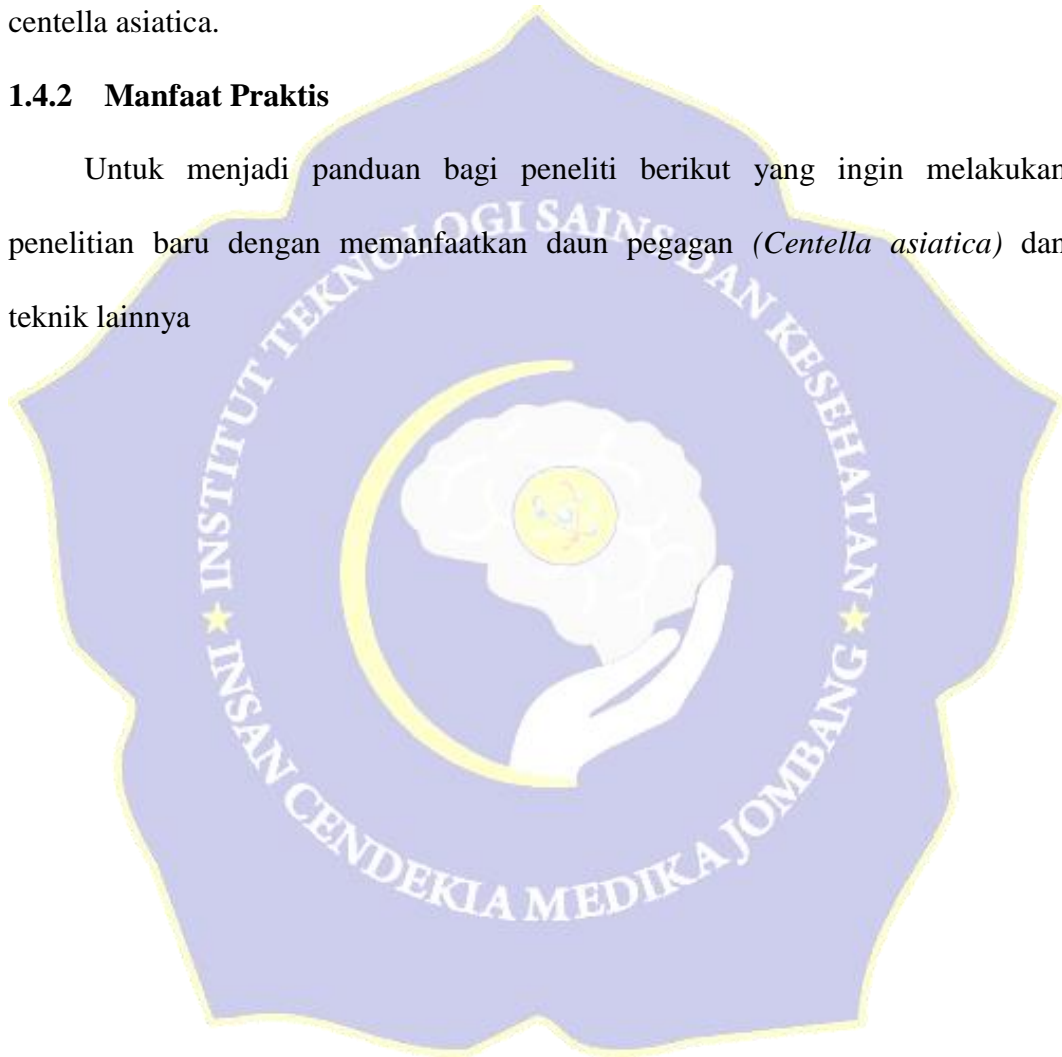 centella asiatica.
1.4.2 Manfaat Praktis
Untuk menjadi panduan bagi peneliti berikut yang ingin melakukan
penelitian baru dengan memanfaatkan daun pegagan (Centella asiatica) dan
teknik lainnya
INSTITUT TEKNOLOGI SAINS DAN KESEHATAN
INSAN CENDEKIA MEDIKA JOMBANG